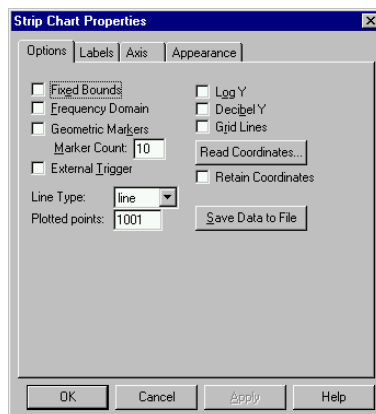 Strip Chart Properties
Options Labels Axis Appearance
Fixed Bounds
Frequency Domain
Geometric Markers
Marker Count: 10
External Trigger
Line Type: line
Plotted points: 1001
Log Y
Decibel Y
Grid Lines
Read Coordinates...
Retain Coordinates
Save Data to File
OK Cancel Apply Help